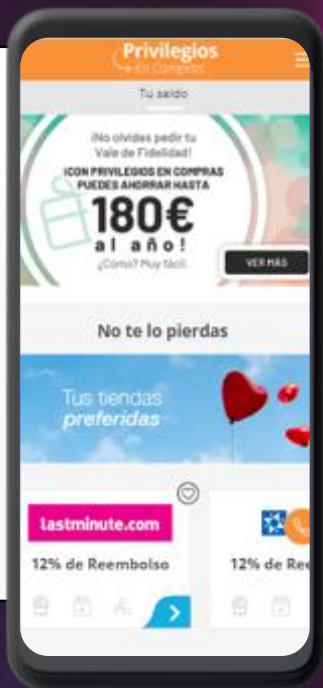 Privilegios
En Compras
Tu saldo
¡No olvides pedir tu
Vale de Fidelidad!
¡CON PRIVILEGIOS EN COMPRAS
PUEDES AHORRAR HASTA
180€
al año!
¿Cómo? Muy fácil.
VER MÁS
No te lo pierdas
Tus tiendas
preferidas
lastminute.com
12% de Reembolso
12% de Ree